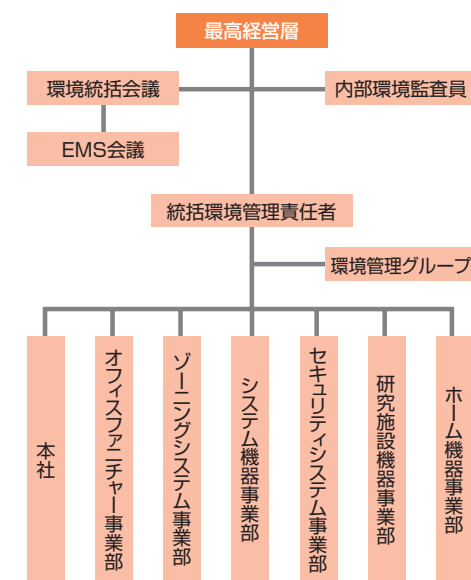 最高経営層
環境統括会議
内部環境監査員
EMS会議
統括環境管理責任者
環境管理グループ
本社
オフィスファニチャー事業部
ゾーニングシステム事業部
システム機器事業部
セキュリティシステム事業部
研究施設機器事業部
ホーム機器事業部